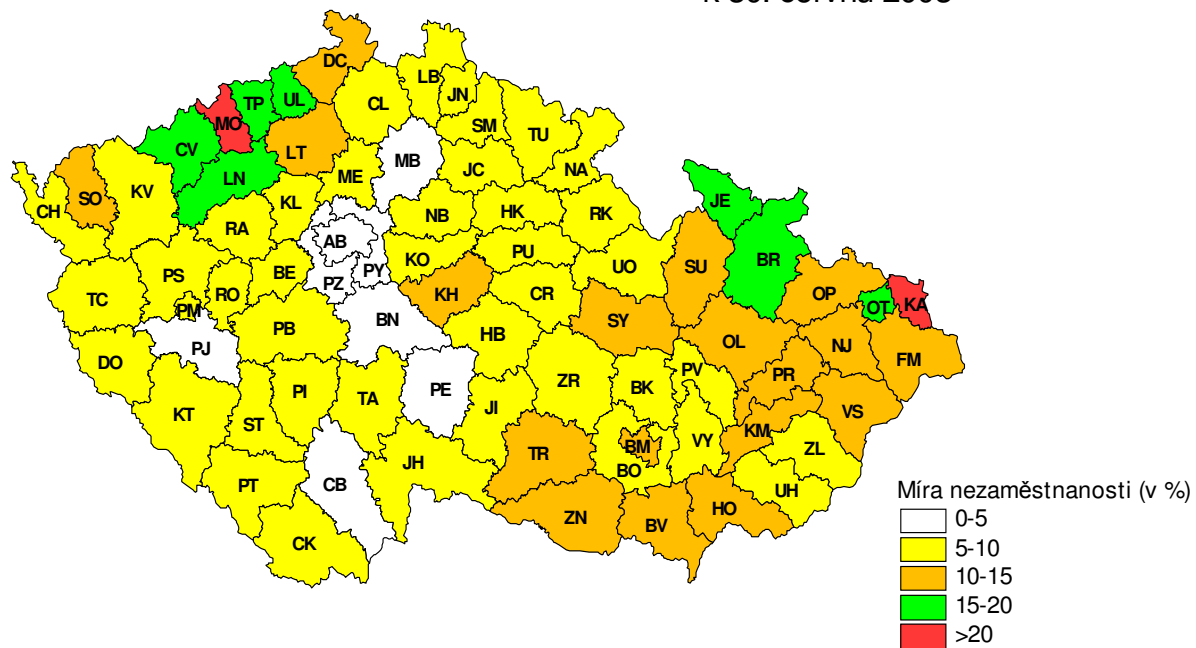 DC
LB
JN
TP
UL
CL
MO
SM
TU
CV
LT
MB
JC
NA
LN
ME
SO
KV
KL
CH
RA
NB
HK
RK
JE
AB
KO
PU
UO
SU
BR
PS
BE
PZ
PY
RO
TC
KH
CR
OP
OT
KA
PM
PB
BN
SY
PJ
HB
OL
NJ
FM
DO
PE
ZR
PV
PR
KT
PI
TA
BK
ST
JI
VS
KM
VY
BM
ZL
TR
BO
JH
PT
CB
UH
HO
ZN
BV
CK
Míra nezaměstnanosti (v %)
0-5
5-10
10-15
15-20
>20